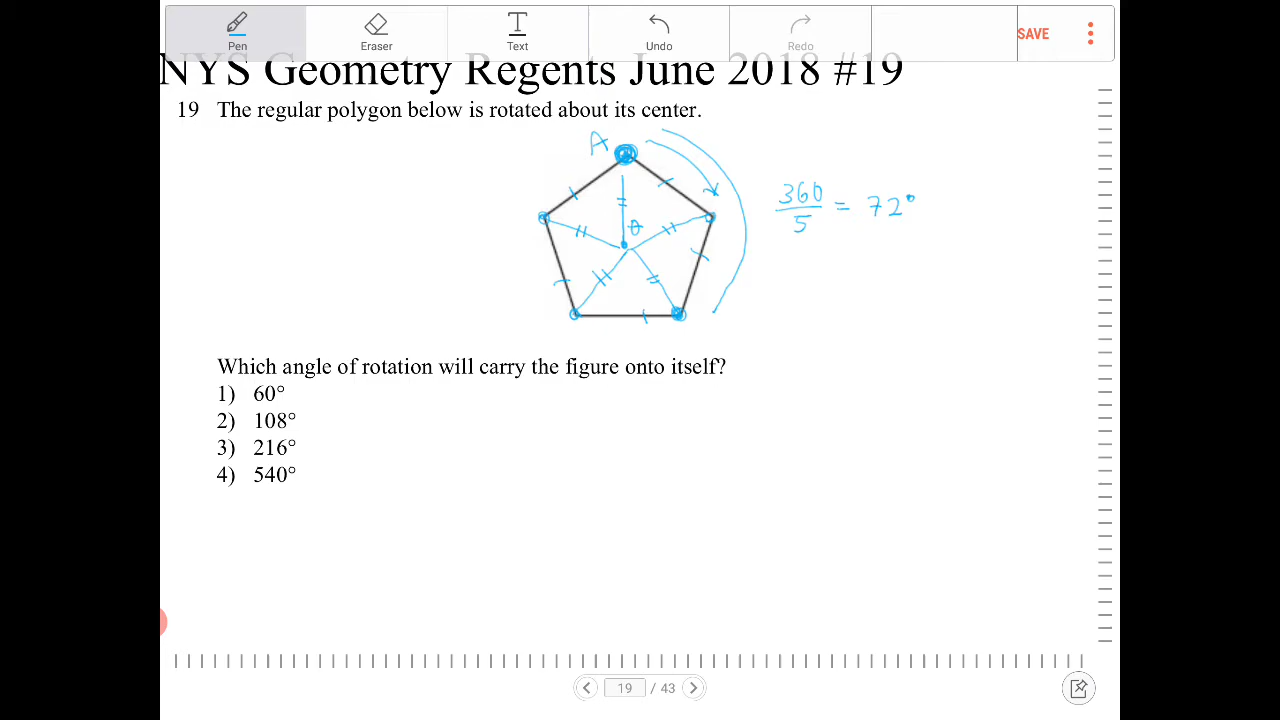 Pen Eraser Text Undo Redo SAVE
NYS Geometry Regents June 2018 #19
19 The regular polygon below is rotated about its center.
A
360
5
= 72°
θ
Which angle of rotation will carry the figure onto itself?
1) 60°
2) 108°
3) 216°
4) 540°
19 / 43